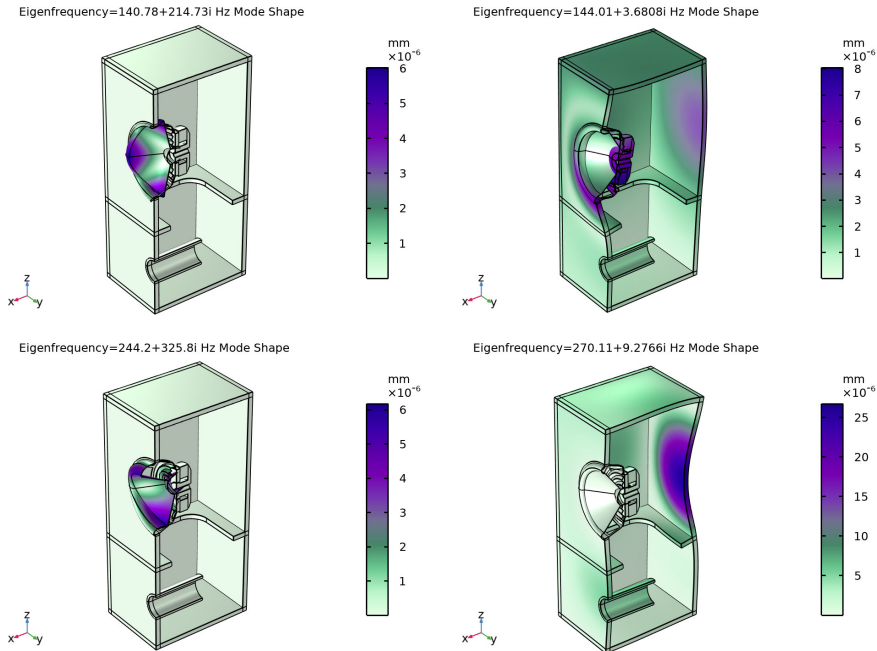 Eigenfrequency=140.78+214.73i Hz Mode Shape
mm
×10⁻⁶
6
5
4
3
2
1
z
x
y
Eigenfrequency=144.01+3.6808i Hz Mode Shape
mm
×10⁻⁶
8
7
6
5
4
3
2
1
z
x
y
Eigenfrequency=244.2+325.8i Hz Mode Shape
mm
×10⁻⁶
6
5
4
3
2
1
z
x
y
Eigenfrequency=270.11+9.2766i Hz Mode Shape
mm
×10⁻⁶
25
20
15
10
5
z
x
y